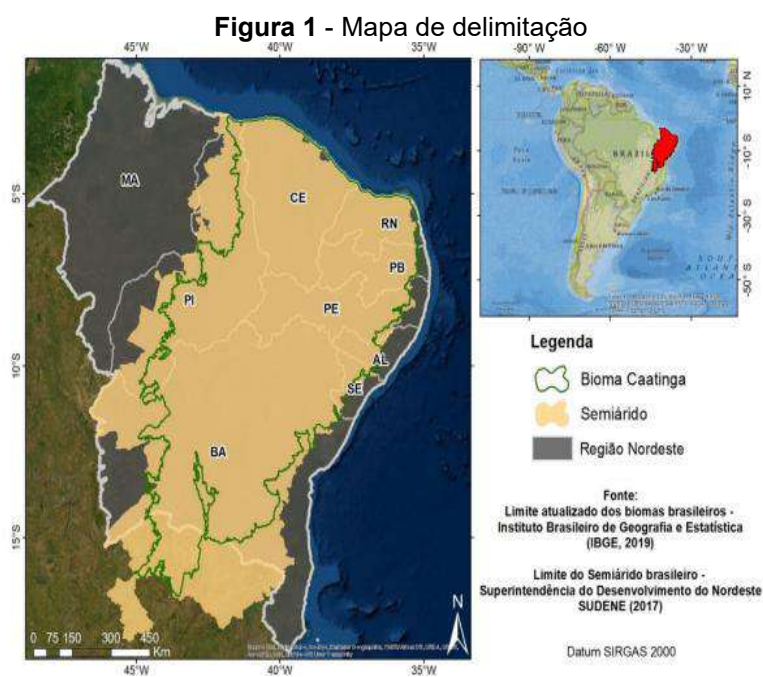 Figura 1 - Mapa de delimitação
45°W 40°W 35°W
5°S
10°S
15°S
MA
CE
RN
PB
PI
PE
AL
SE
BA
N
0 75 150 300 450
Km
45°W 40°W 35°W
-90° W -60° W -30° W
10° N
-10° S
-30° S
-50° S
BRAZIL
Legenda
Bioma Caatinga
Semiárido
Região Nordeste
Fonte:
Limite atualizado dos biomas brasileiros -
Instituto Brasileiro de Geografia e Estatística
(IBGE, 2019)
Limite do Semiárido brasileiro -
Superintendência do Desenvolvimento do Nordeste
SUDENE (2017)
Datum SIRGAS 2000